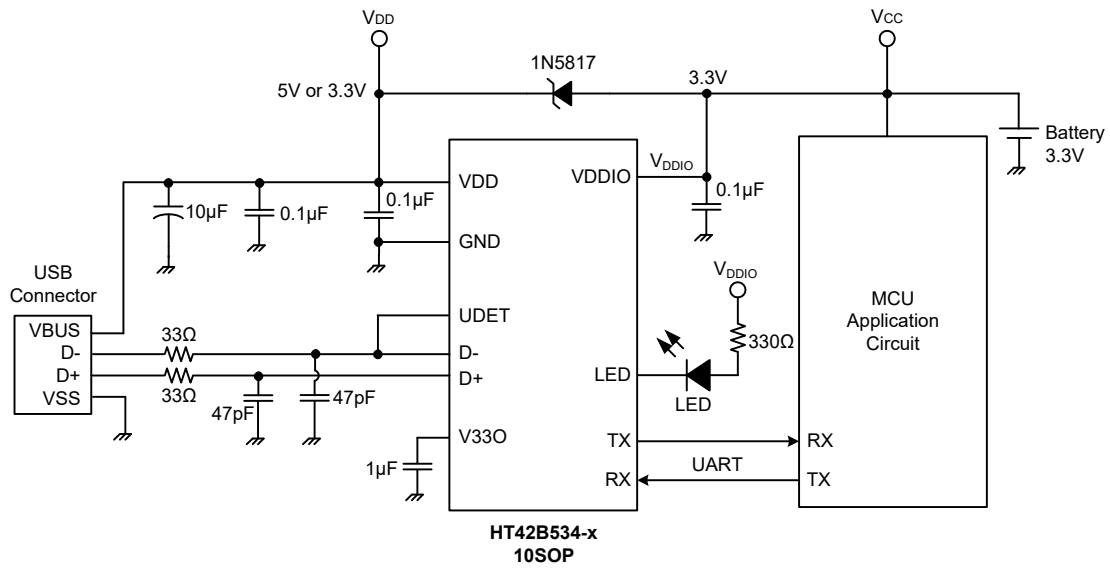 VDD
VCC
1N5817
5V or 3.3V
3.3V
Battery
3.3V
VDD
VDDIO
VDDIO
0.1µF
10µF
0.1µF
0.1µF
GND
USB
Connector
VDDIO
MCU
Application
Circuit
UDET
VBUS
33Ω
330Ω
D-
D-
D+
D+
LED
VSS
33Ω
47pF
47pF
LED
V33O
TX
RX
1µF
UART
RX
TX
HT42B534-x
10SOP